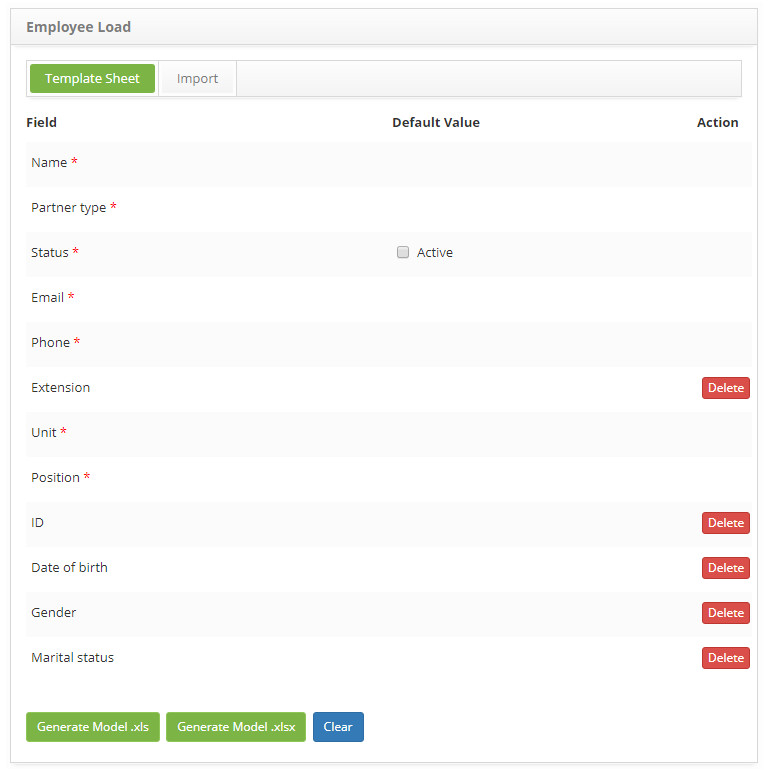 Employee Load
Template Sheet Import
Field Default Value Action
Name *
Partner type *
Status * Active
Email *
Phone *
Extension Delete
Unit *
Position *
ID Delete
Date of birth Delete
Gender Delete
Marital status Delete
Generate Model .xls Generate Model .xlsx Clear